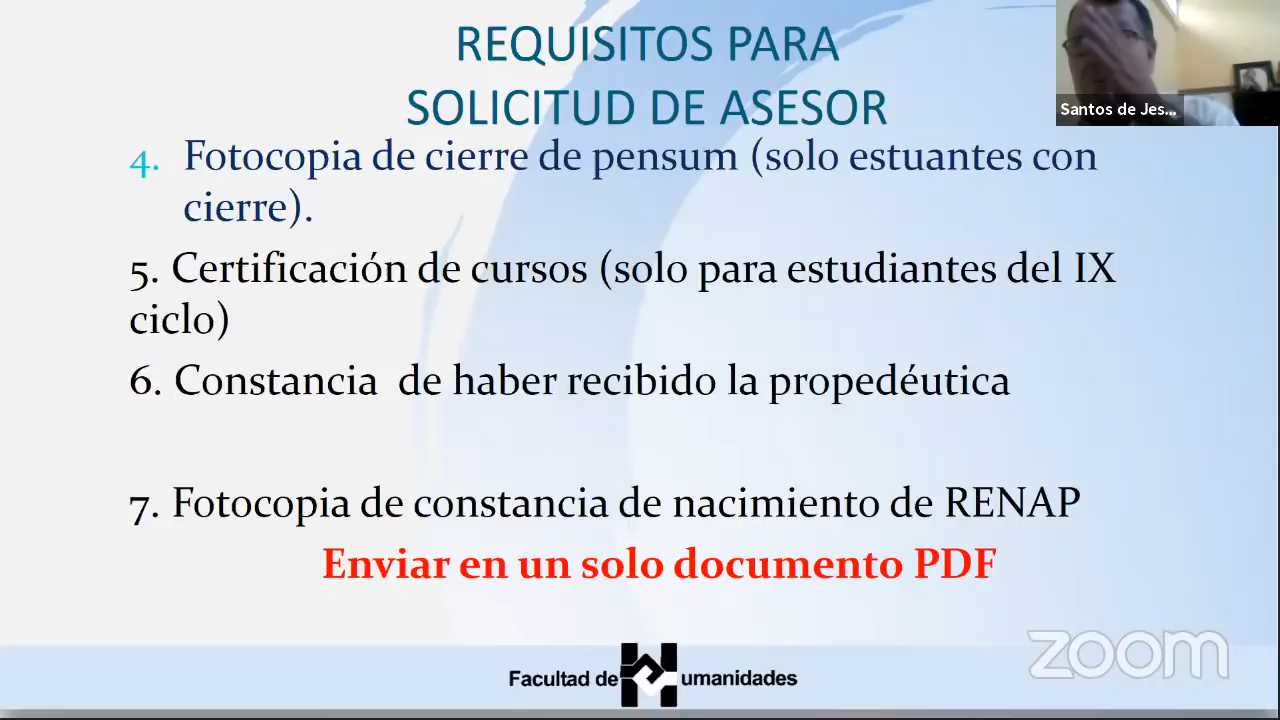 REQUISITOS PARA
SOLICITUD DE ASESOR
Santos de Jes...
4. Fotocopia de cierre de pensum (solo estuantes con
cierre).
5. Certificación de cursos (solo para estudiantes del IX
ciclo)
6. Constancia de haber recibido la propedéutica
7. Fotocopia de constancia de nacimiento de RENAP
Enviar en un solo documento PDF
zoom
Facultad de Humanidades